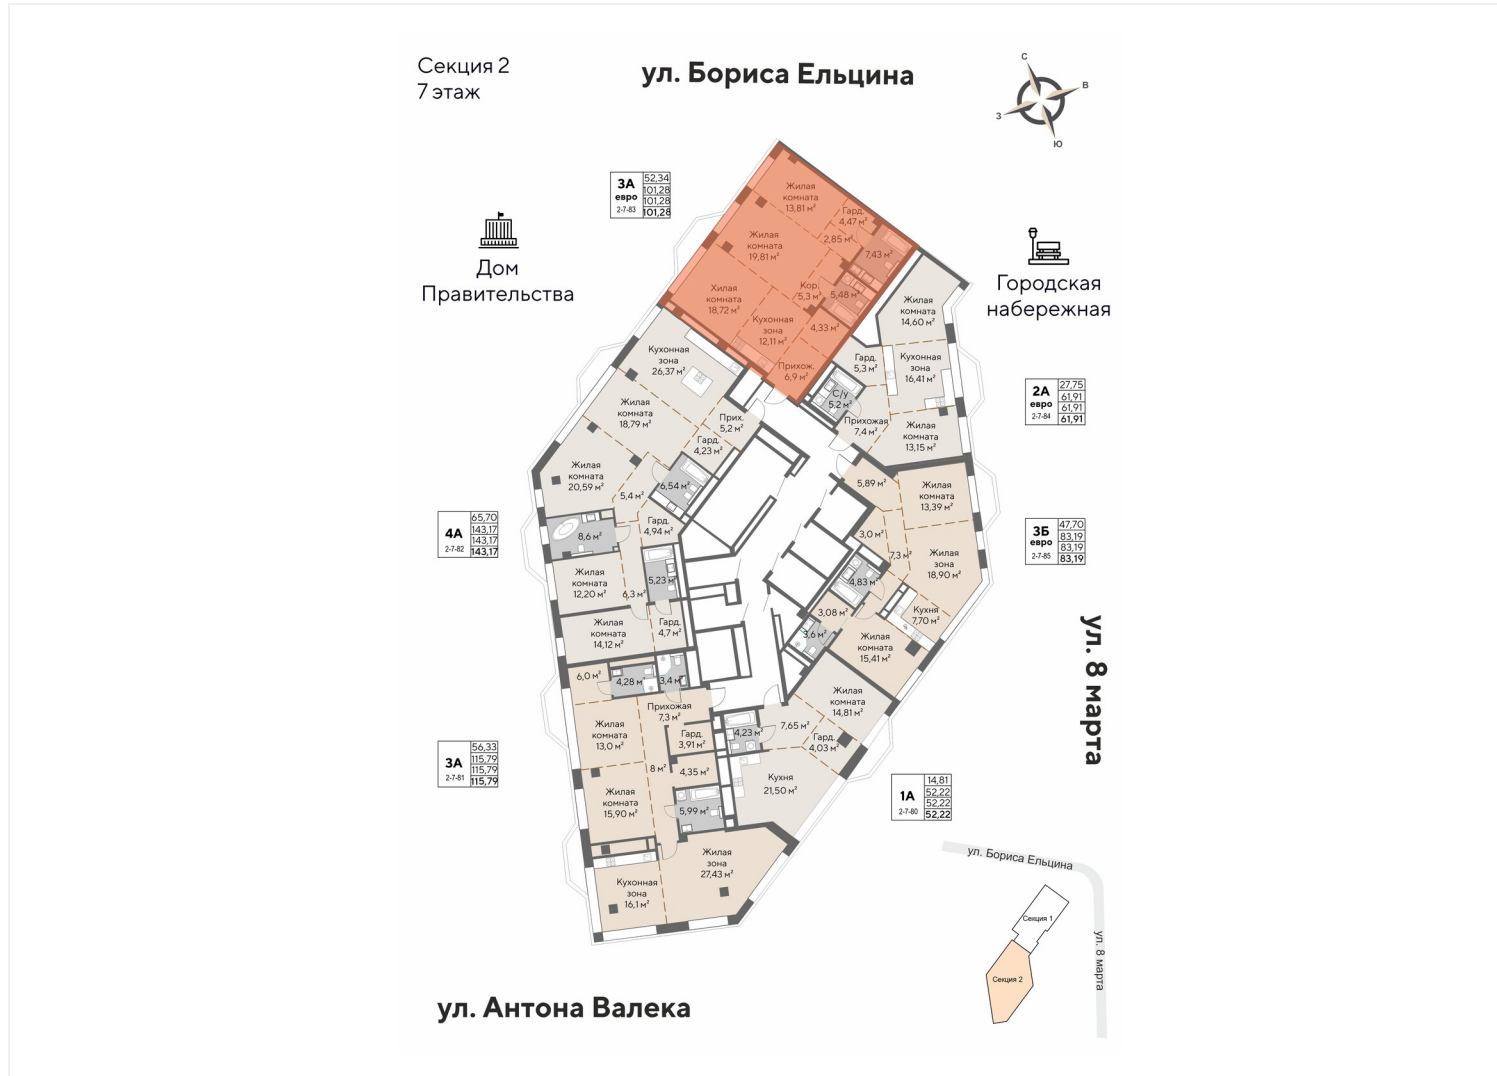 Секция 2
7 этаж
ул. Бориса Ельцина
С
В
З
Ю
3А
евро
2-7-83
52,34
101,28
101,28
101,28
Дом
Правительства
Городская
набережная
Жилая
комната
13,81 м²
Гард.
4,47 м²
2,85 м²
7,43 м²
Жилая
комната
19,81 м²
Хилая
комната
18,72 м²
Кор.
5,3 м²
5,48 м²
Кухонная
зона
12,11 м²
4,33 м²
Прихож.
6,9 м²
Жилая
комната
14,60 м²
Гард.
5,3 м²
Кухонная
зона
16,41 м²
С/у
5,2 м²
Прихожая
7,4 м²
Жилая
комната
13,15 м²
2А
евро
2-7-84
27,75
61,91
61,91
61,91
Кухонная
зона
26,37 м²
Жилая
комната
18,79 м²
Прих.
5,2 м²
Гард.
4,23 м²
Жилая
комната
20,59 м²
5,4 м²
6,54 м²
Гард.
4,94 м²
8,6 м²
Жилая
комната
12,20 м²
6,3 м²
5,23 м²
Жилая
комната
14,12 м²
Гард.
4,7 м²
4А
2-7-82
65,70
143,17
143,17
143,17
5,89 м²
Жилая
комната
13,39 м²
3,0 м²
7,3 м²
Жилая
зона
18,90 м²
4,83 м²
Кухня
7,70 м²
3,08 м²
3,6 м²
Жилая
комната
15,41 м²
3Б
евро
2-7-85
47,70
83,19
83,19
83,19
ул. 8 марта
6,0 м²
4,28 м²
3,4 м²
Прихожая
7,3 м²
Жилая
комната
13,0 м²
Гард.
3,91 м²
8 м²
4,35 м²
Жилая
комната
15,90 м²
5,99 м²
Жилая
зона
27,43 м²
Кухонная
зона
16,1 м²
3А
2-7-81
56,33
115,79
115,79
115,79
Жилая
комната
14,81 м²
7,65 м²
4,23 м²
Гард.
4,03 м²
Кухня
21,50 м²
1А
2-7-80
14,81
52,22
52,22
52,22
ул. Бориса Ельцина
Секция 1
Секция 2
ул. 8 марта
ул. Антона Валека